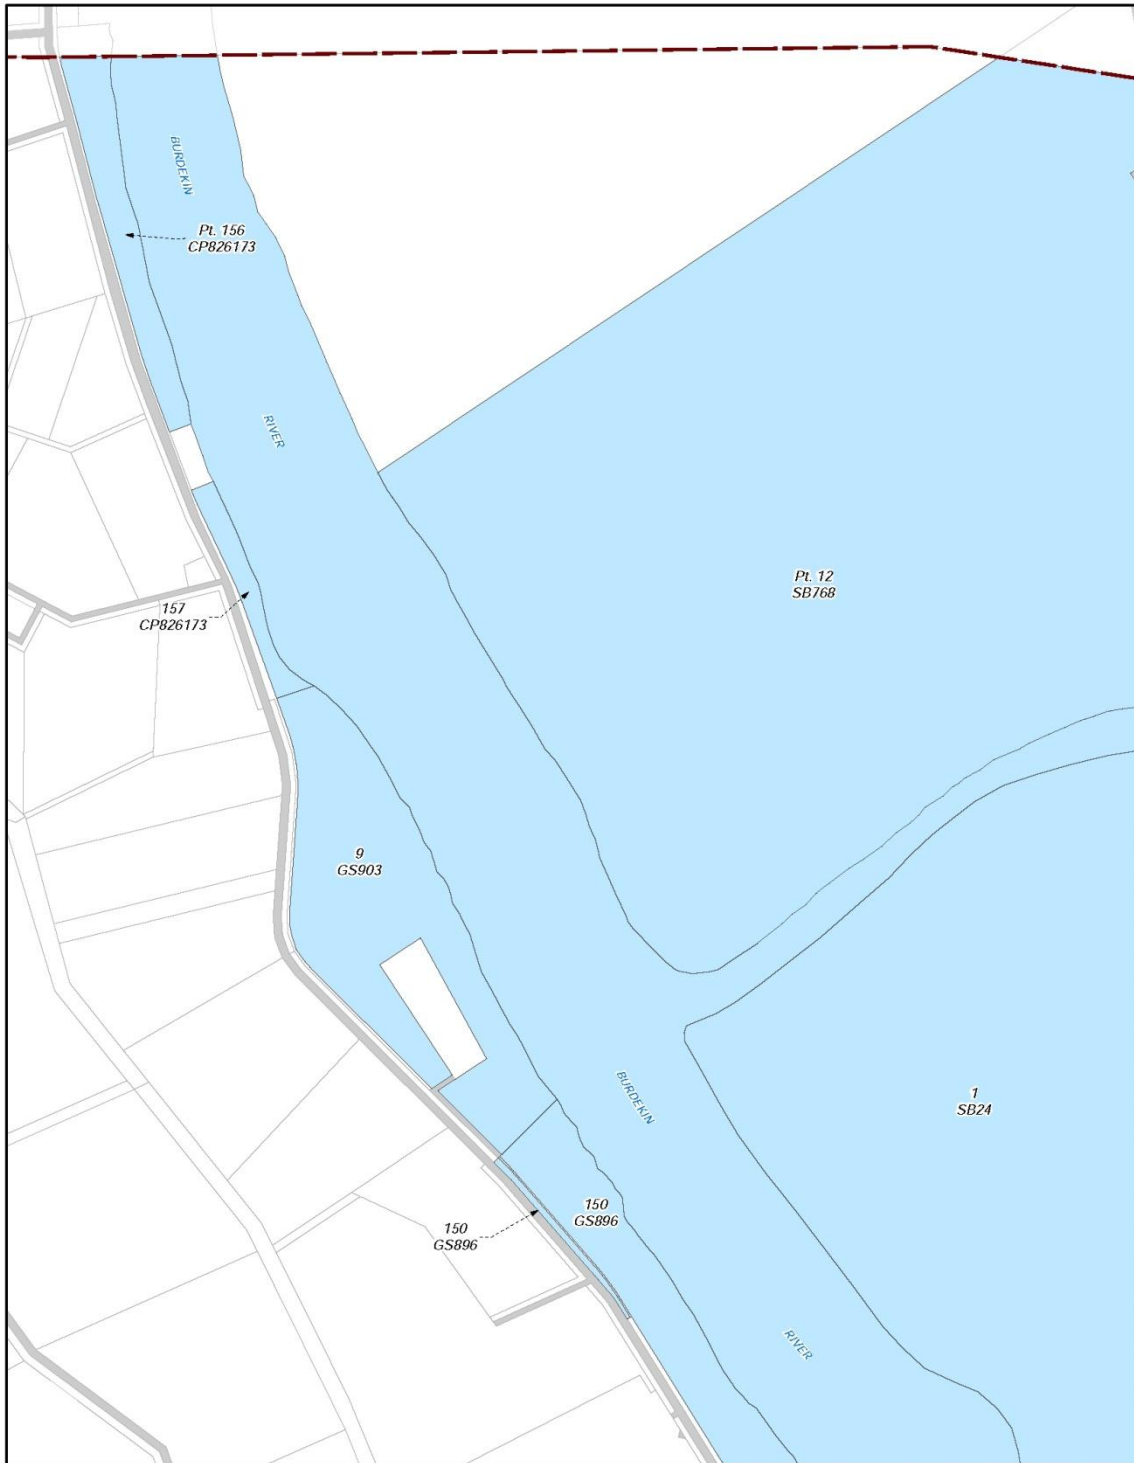 BURDEKIN
Pt. 156
CP826173
RIVER
Pt. 12
SB768
157
CP826173
9
GS903
BURDEKIN
1
SB24
150
GS896
150
GS896
RIVER